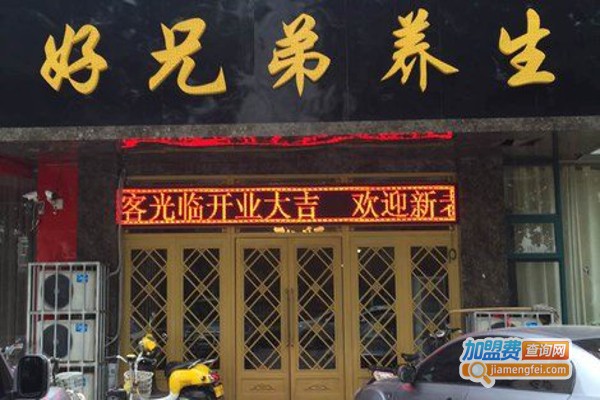 好兄弟养生
客光临开业大吉 欢迎新老
加盟费查询网
jiamengfei.com